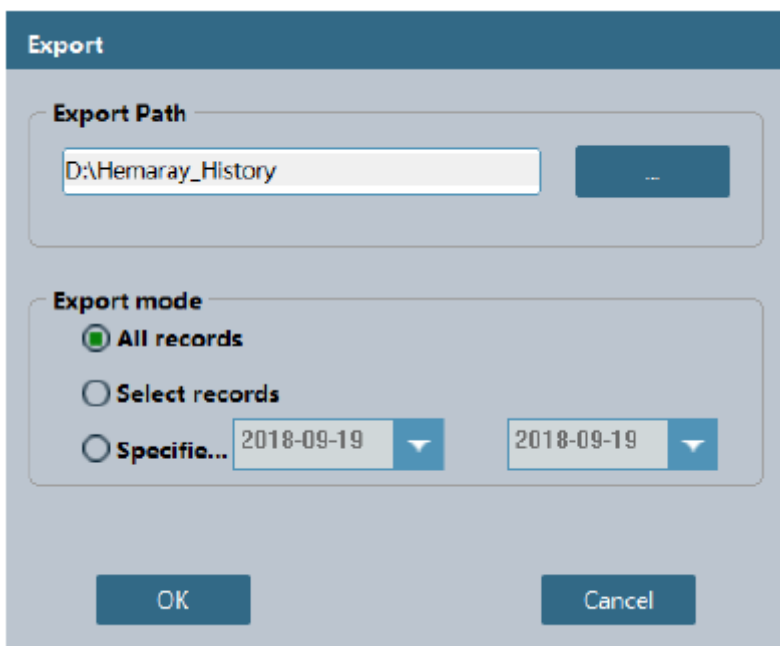 Export
Export Path
D:\Hemaray_History
...
Export mode
All records
Select records
Specifie... 2018-09-19 2018-09-19
OK Cancel